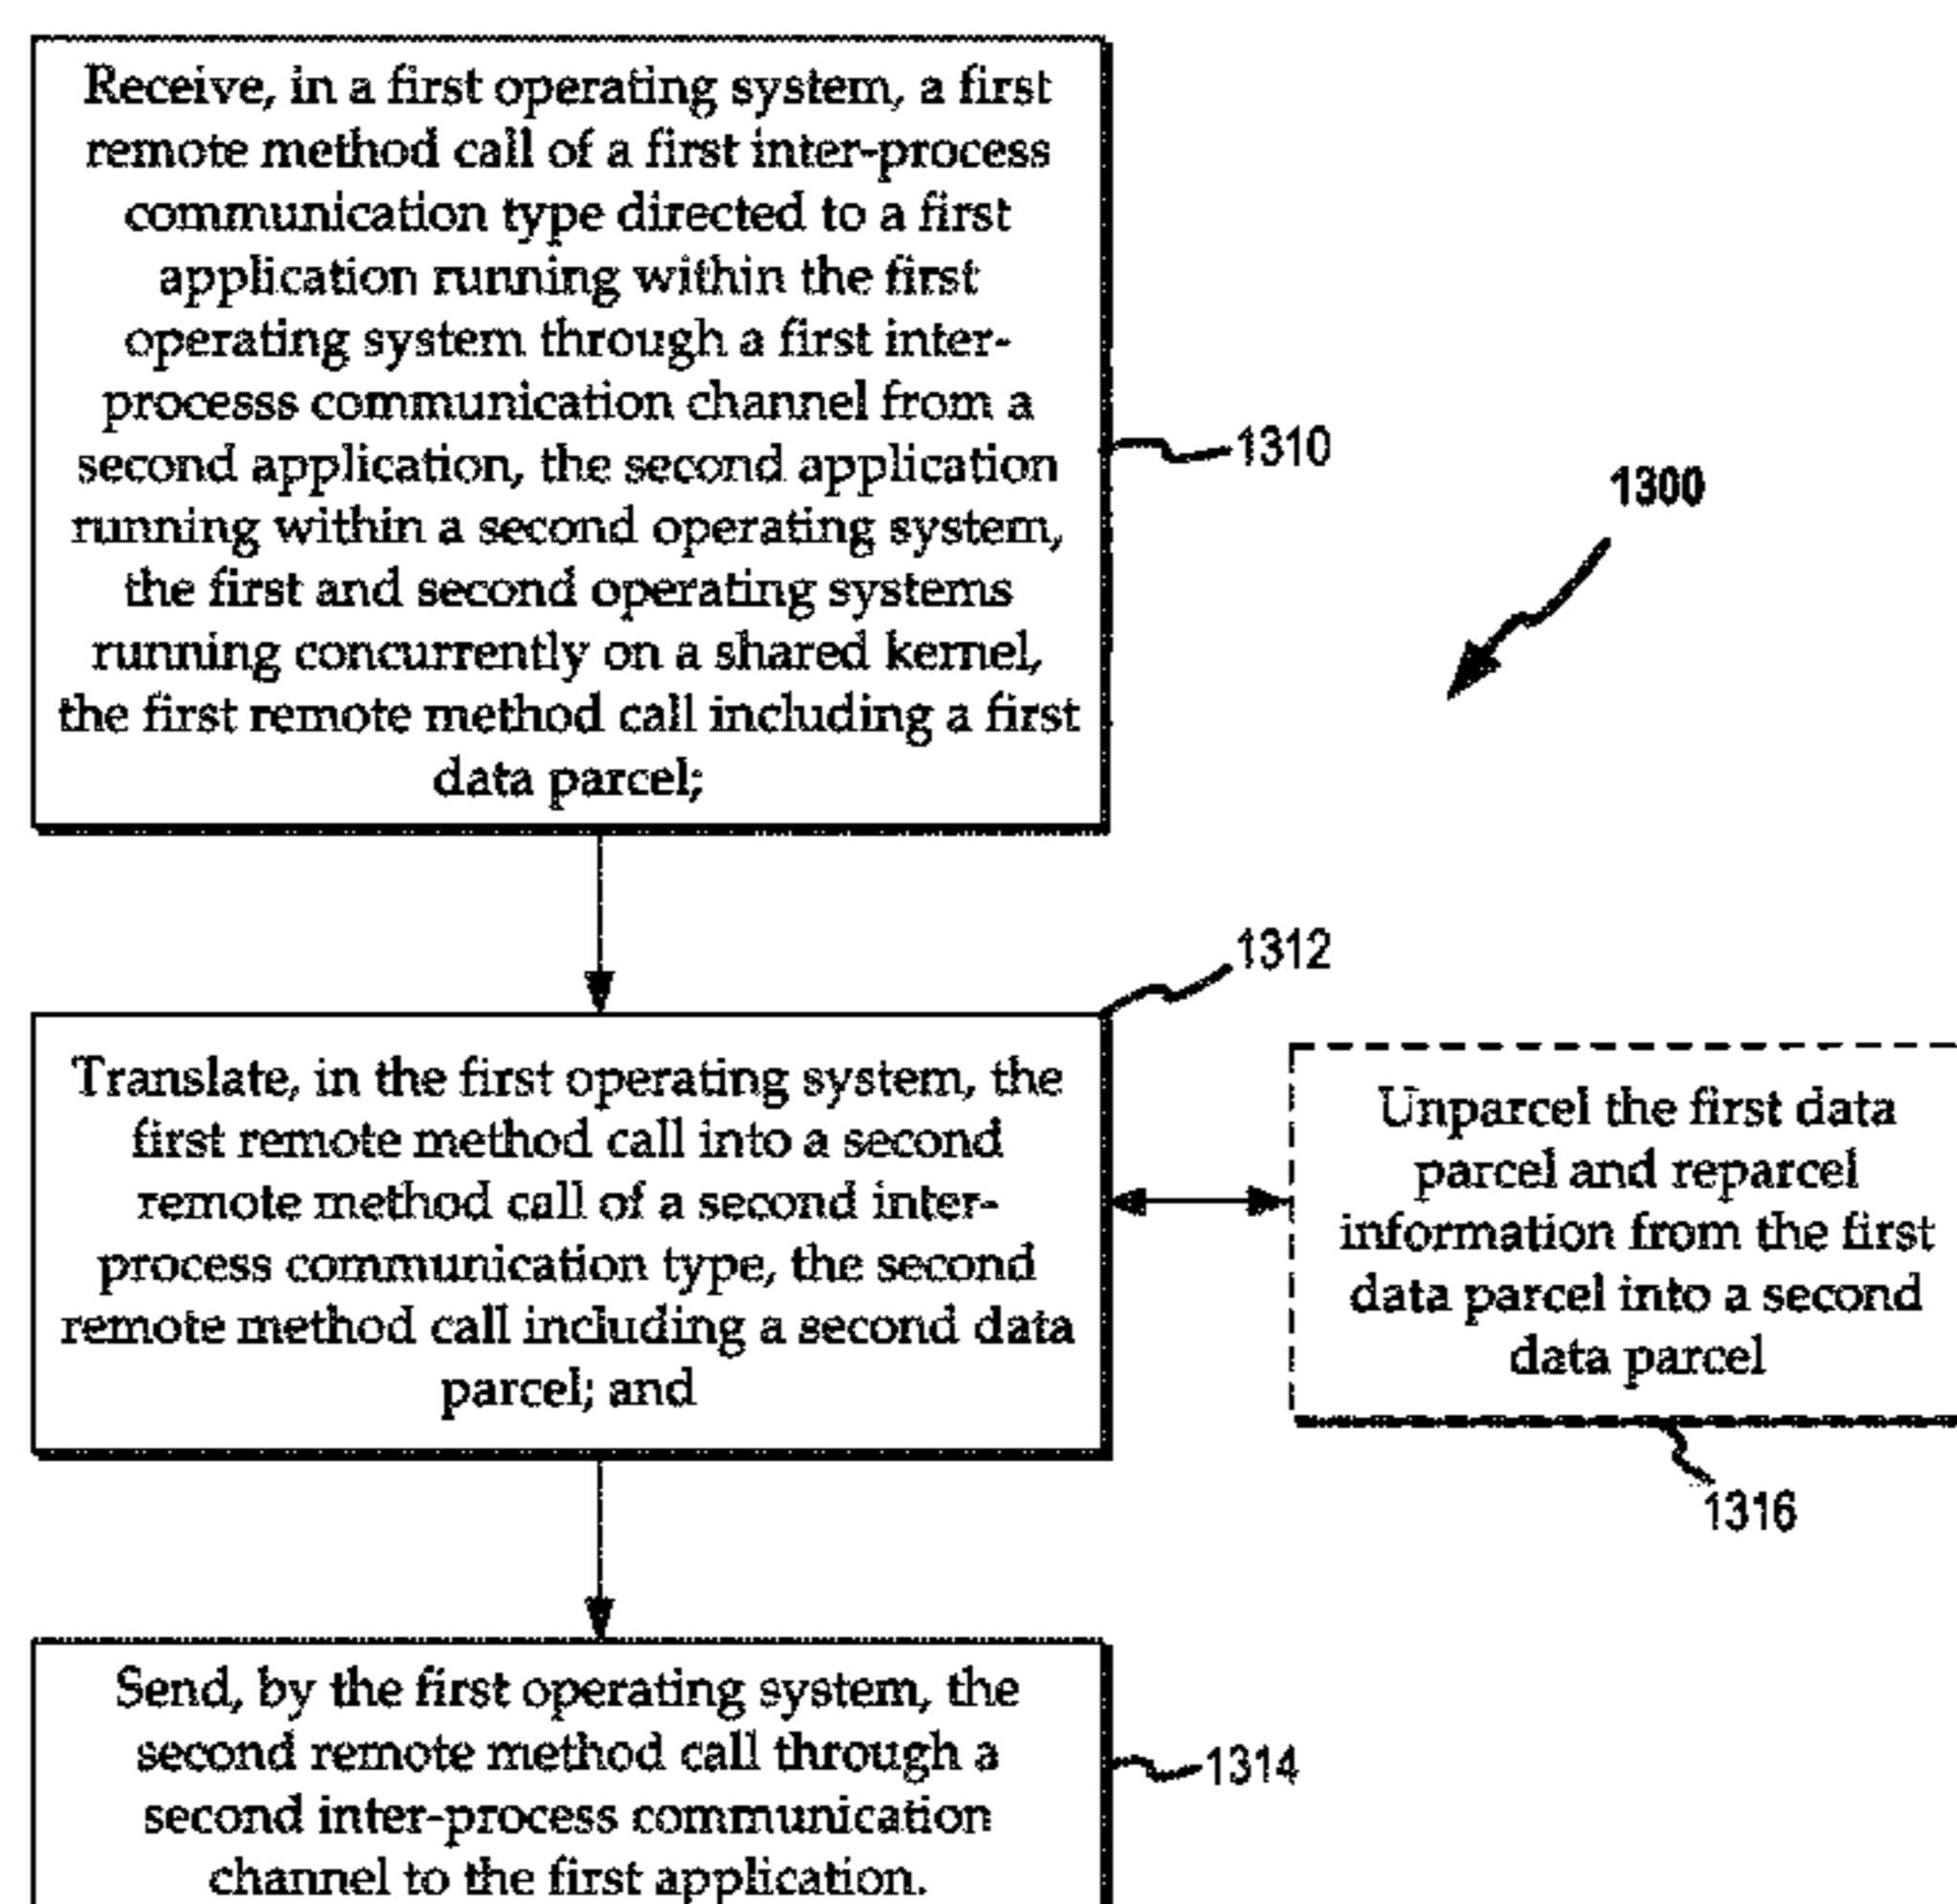 Receive, in a first operating system, a first
remote method call of a first inter-process
communication type directed to a first
application running within the first
operating system through a first inter-
processs communication channel from a
second application, the second application
running within a second operating system,
the first and second operating systems
running concurrently on a shared kernel,
the first remote method call including a first
data parcel;
1310
1300
1312
Translate, in the first operating system, the
first remote method call into a second
remote method call of a second inter-
process communication type, the second
remote method call including a second data
parcel; and
Unparcel the first data
parcel and reparcel
information from the first
data parcel into a second
data parcel
1316
Send, by the first operating system, the
second remote method call through a
second inter-process communication
channel to the first application.
1314